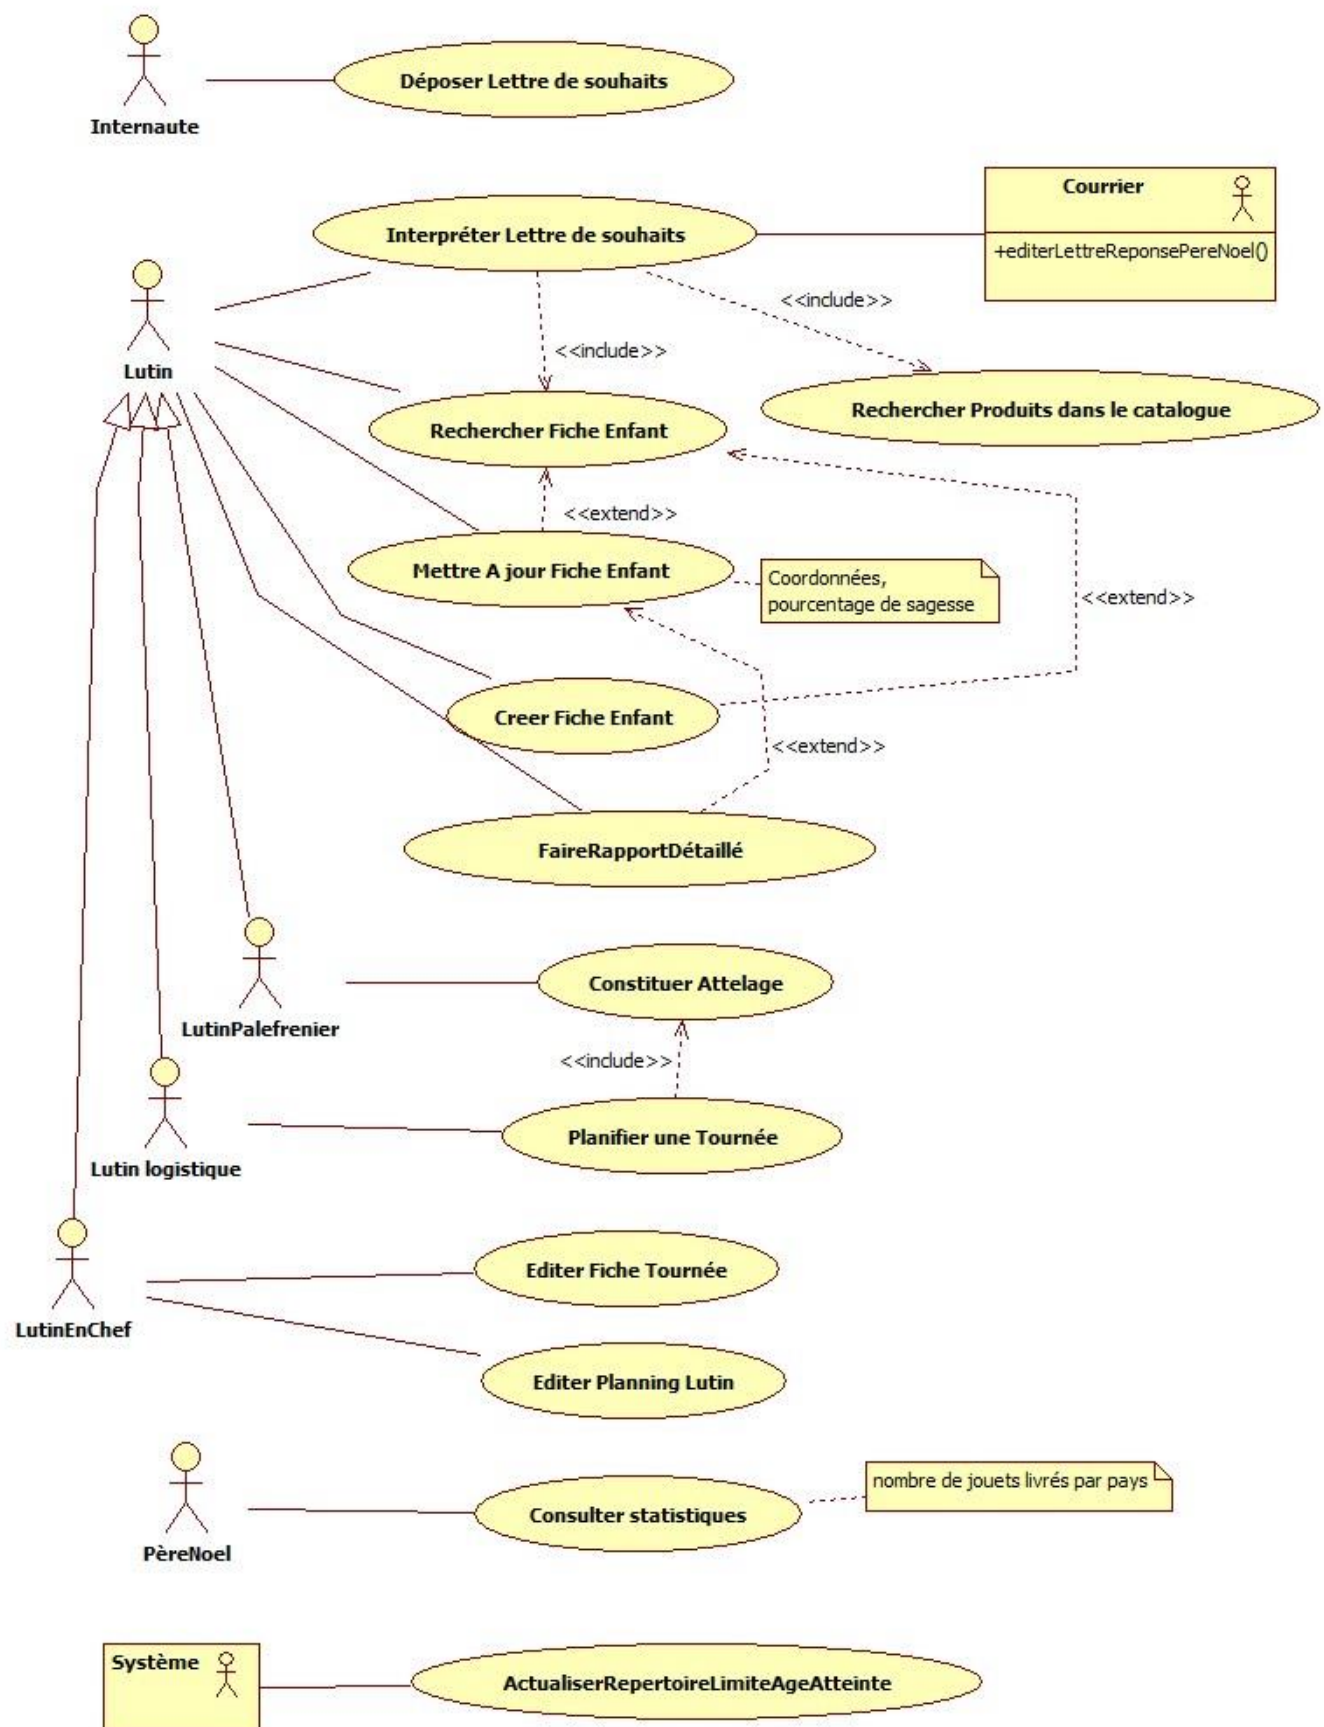 Déposer Lettre de souhaits
Internaute
Courrier
+editerLettreReponsePereNoel()
Interpréter Lettre de souhaits
<<include>>
<<include>>
Lutin
Rechercher Produits dans le catalogue
Rechercher Fiche Enfant
<<extend>>
Mettre A jour Fiche Enfant
Coordonnées,
pourcentage de sagesse
<<extend>>
Creer Fiche Enfant
<<extend>>
FaireRapportDétaillé
Constituer Attelage
LutinPalefrenier
<<include>>
Planifier une Tournée
Lutin logistique
Editer Fiche Tournée
LutinEnChef
Editer Planning Lutin
nombre de jouets livrés par pays
Consulter statistiques
PèreNoel
Système
ActualiserRepertoireLimiteAgeAtteinte